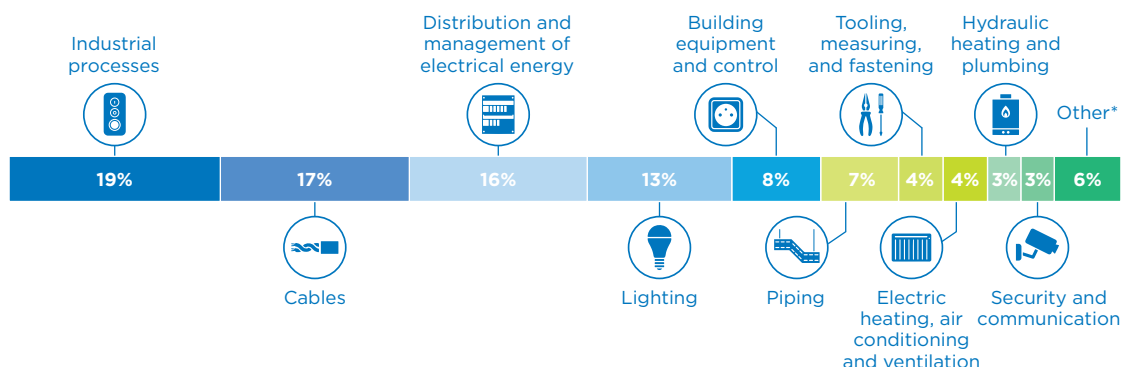 Industrial
processes
Distribution and
management of
electrical energy
Building
equipment
and control
Tooling,
measuring,
and fastening
Hydraulic
heating and
plumbing
Other*
19%
17%
16%
13%
8%
7%
4%
4%
3%
3%
6%
Cables
Lighting
Piping
Electric
heating, air
conditioning
and ventilation
Security and
communication